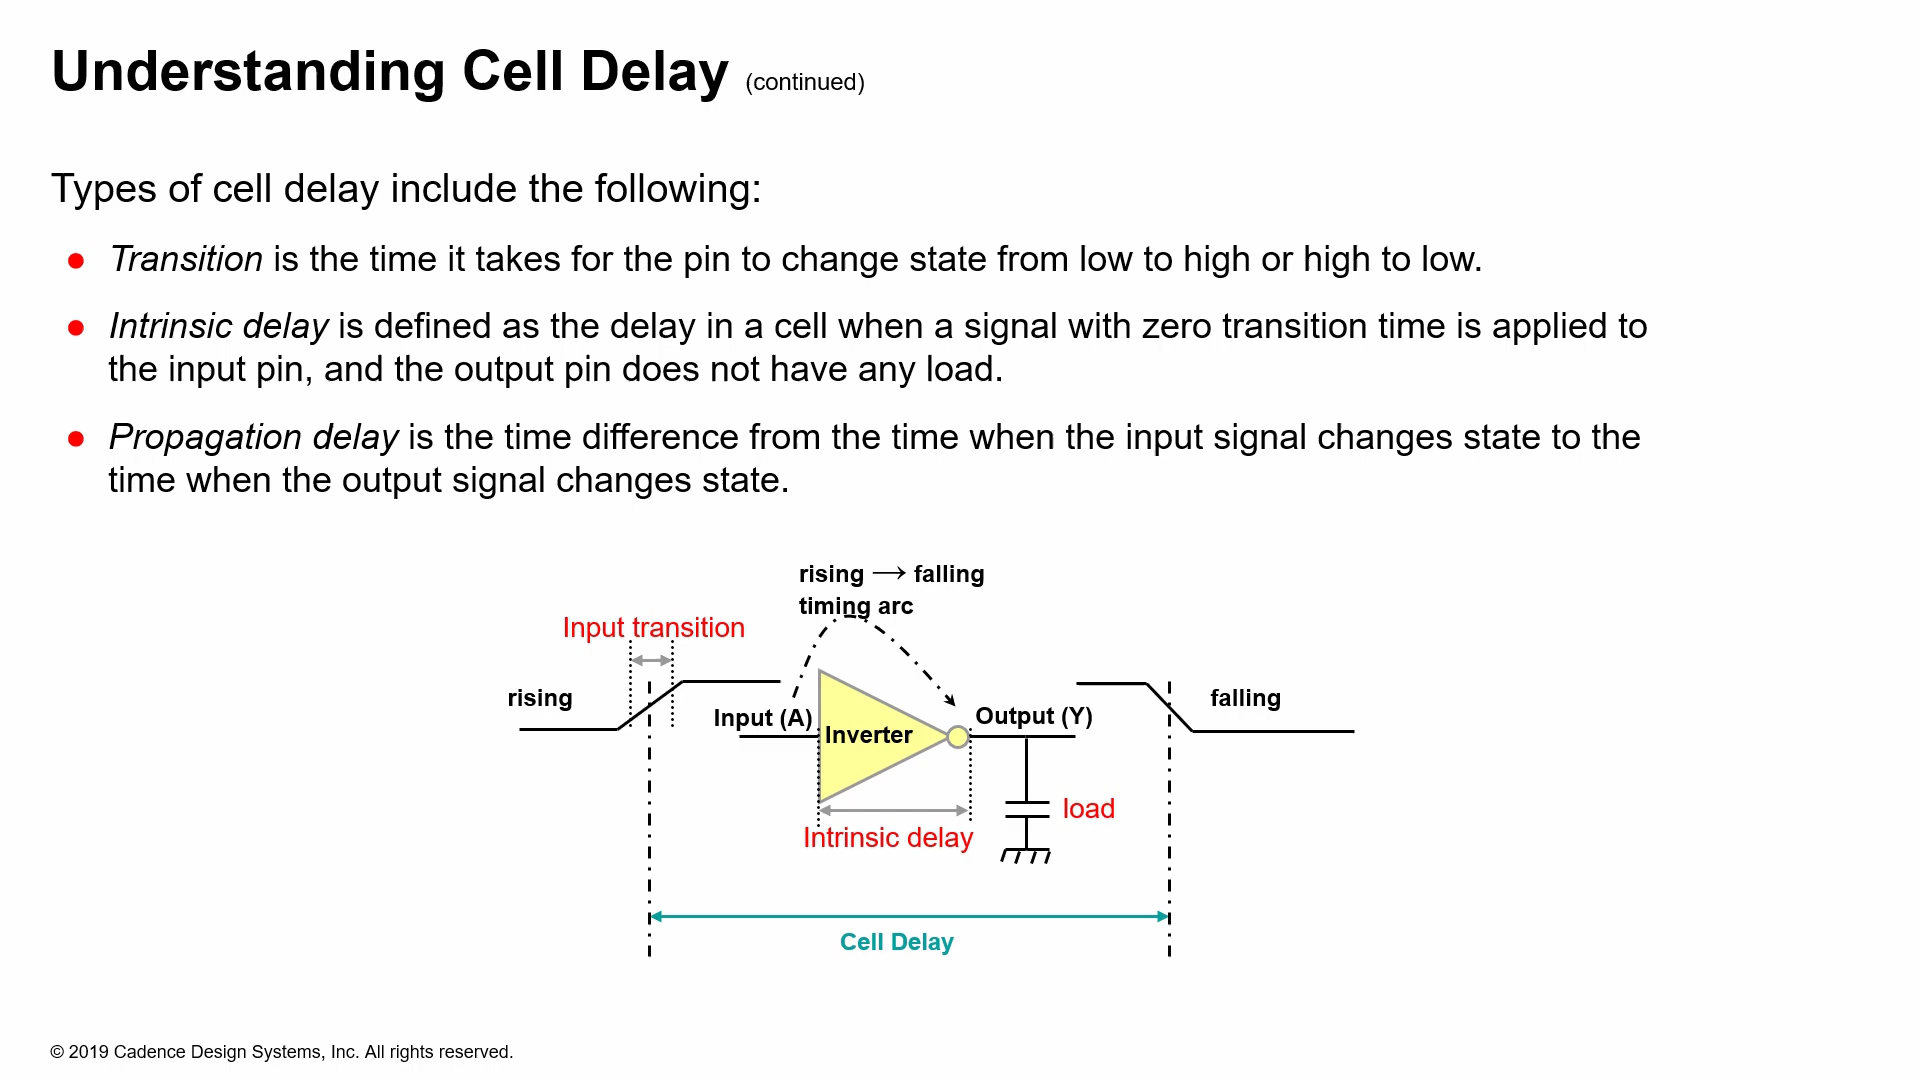 Understanding Cell Delay (continued)
Types of cell delay include the following:
● Transition is the time it takes for the pin to change state from low to high or high to low.
● Intrinsic delay is defined as the delay in a cell when a signal with zero transition time is applied to
the input pin, and the output pin does not have any load.
● Propagation delay is the time difference from the time when the input signal changes state to the
time when the output signal changes state.
rising → falling
timing arc
Input transition
rising
Input (A)
Inverter
Output (Y)
falling
load
Intrinsic delay
Cell Delay
© 2019 Cadence Design Systems, Inc. All rights reserved.